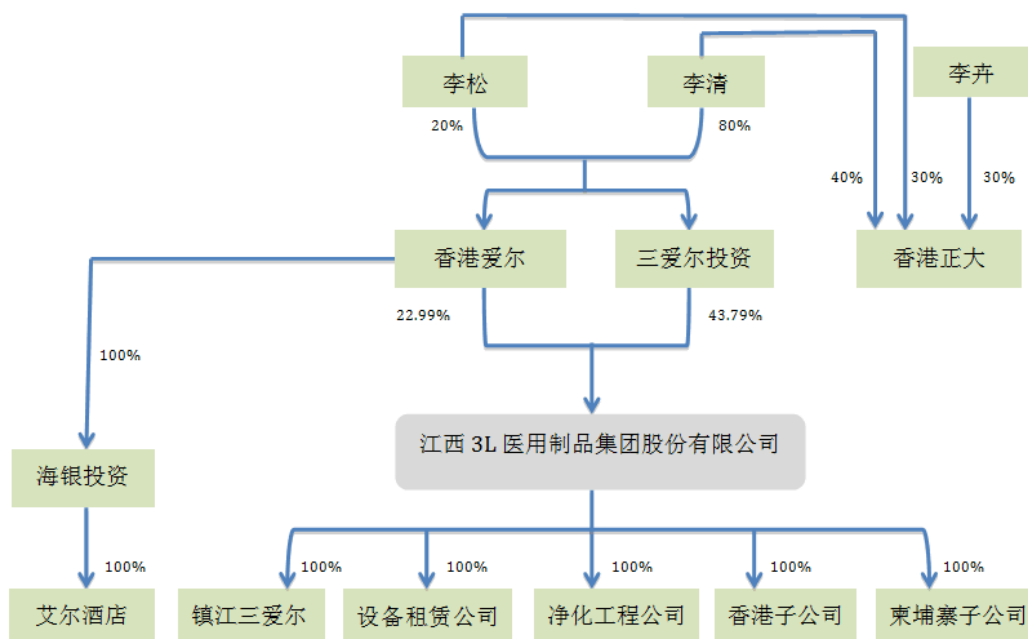 李松
李清
李卉
20%
80%
40%
30%
30%
香港爱尔
三爱尔投资
香港正大
22.99%
43.79%
100%
江西 3L 医用制品集团股份有限公司
海银投资
100%
100%
100%
100%
100%
100%
艾尔酒店
镇江三爱尔
设备租赁公司
净化工程公司
香港子公司
柬埔寨子公司